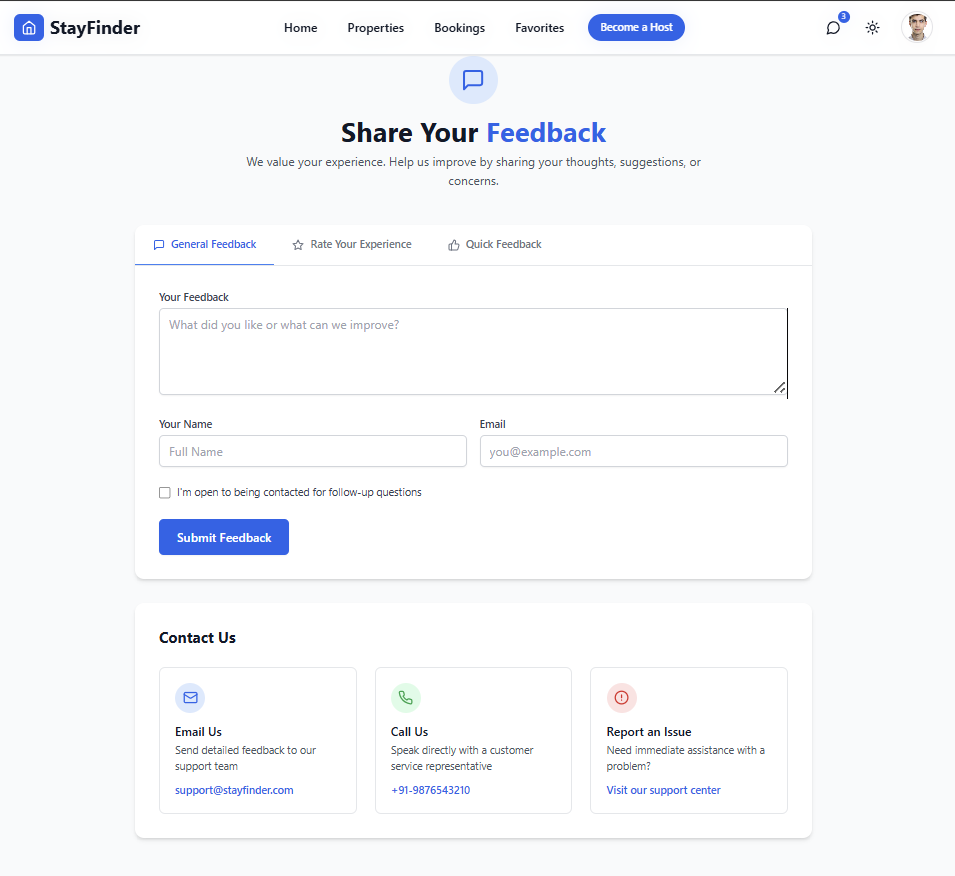 StayFinder
Home
Properties
Bookings
Favorites
Become a Host
3
Share Your Feedback
We value your experience. Help us improve by sharing your thoughts, suggestions, or
concerns.
General Feedback
Rate Your Experience
Quick Feedback
Your Feedback
What did you like or what can we improve?
Your Name
Email
Full Name
you@example.com
I'm open to being contacted for follow-up questions
Submit Feedback
Contact Us
Email Us
Send detailed feedback to our
support team
support@stayfinder.com
Call Us
Speak directly with a customer
service representative
+91-9876543210
Report an Issue
Need immediate assistance with a
problem?
Visit our support center